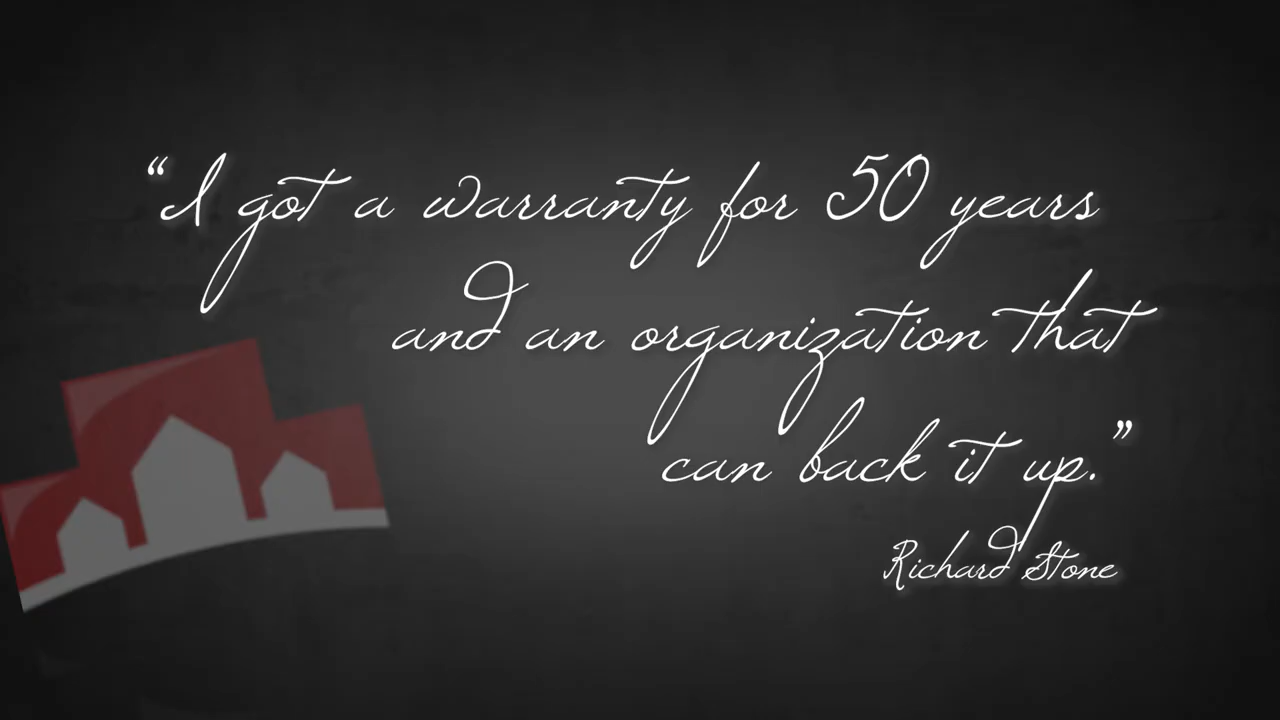 “I got a warranty for 50 years
and an organization that
can back it up.”
Richard Stone